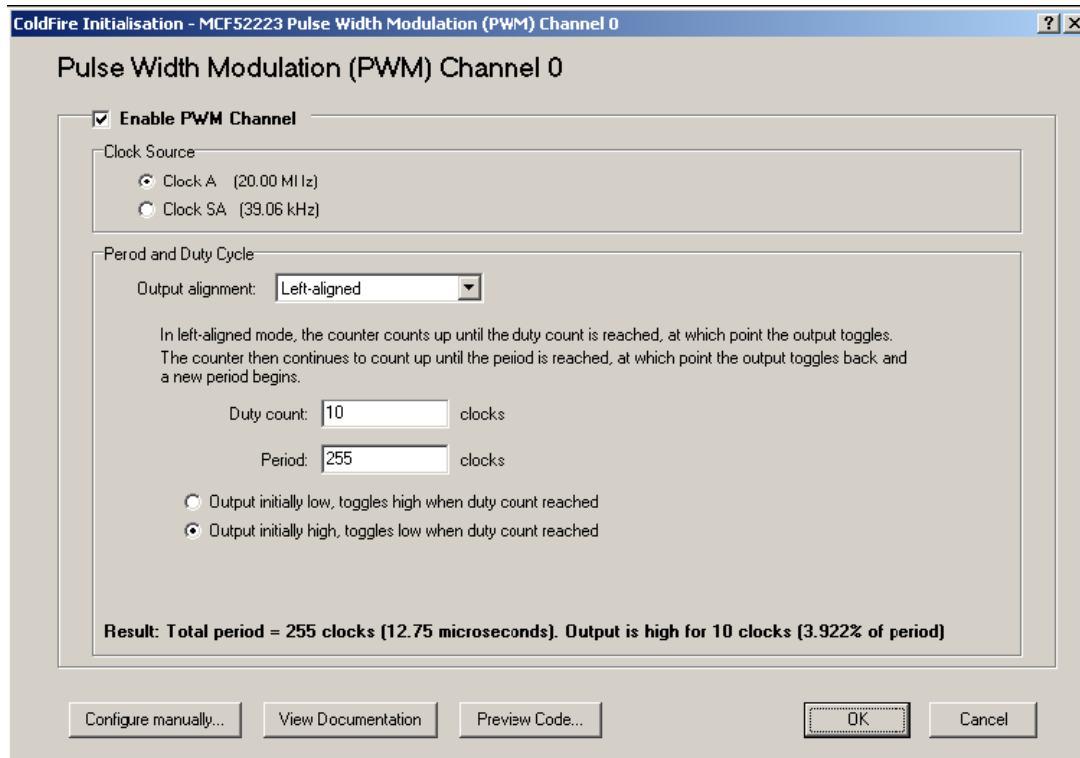 ColdFire Initialisation - MCF52223 Pulse Width Modulation (PWM) Channel 0
Pulse Width Modulation (PWM) Channel 0
Enable PWM Channel
Clock Source
Clock A (20.00 MHz)
Clock SA (39.06 kHz)
Perod and Duty Cycle
Output alignment: Left-aligned
In left-aligned mode, the counter counts up until the duty count is reached, at which point the output toggles.
The counter then continues to count up until the period is reached, at which point the output toggles back and
a new period begins.
Duty count: 10 clocks
Period: 255 clocks
Output initially low, toggles high when duty count reached
Output initially high, toggles low when duty count reached
Result: Total period = 255 clocks (12.75 microseconds). Output is high for 10 clocks (3.922% of period)
Configure manually... View Documentation Preview Code... OK Cancel